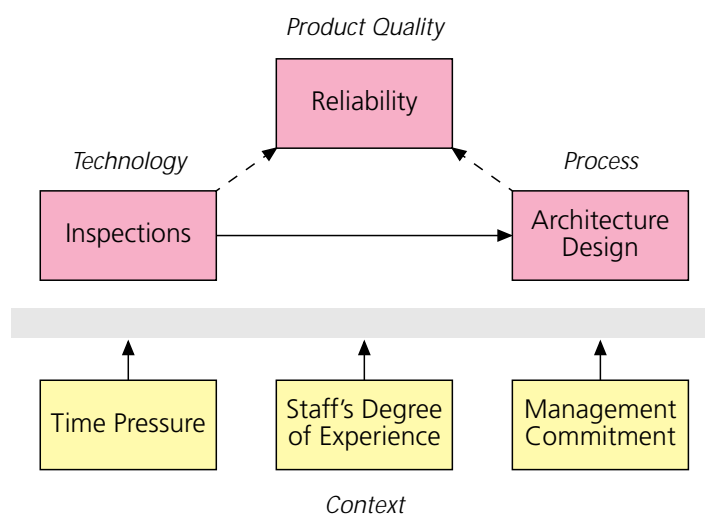 Product Quality
Reliability
Technology
Process
Inspections
Architecture
Design
Time Pressure
Staff's Degree
of Experience
Management
Commitment
Context